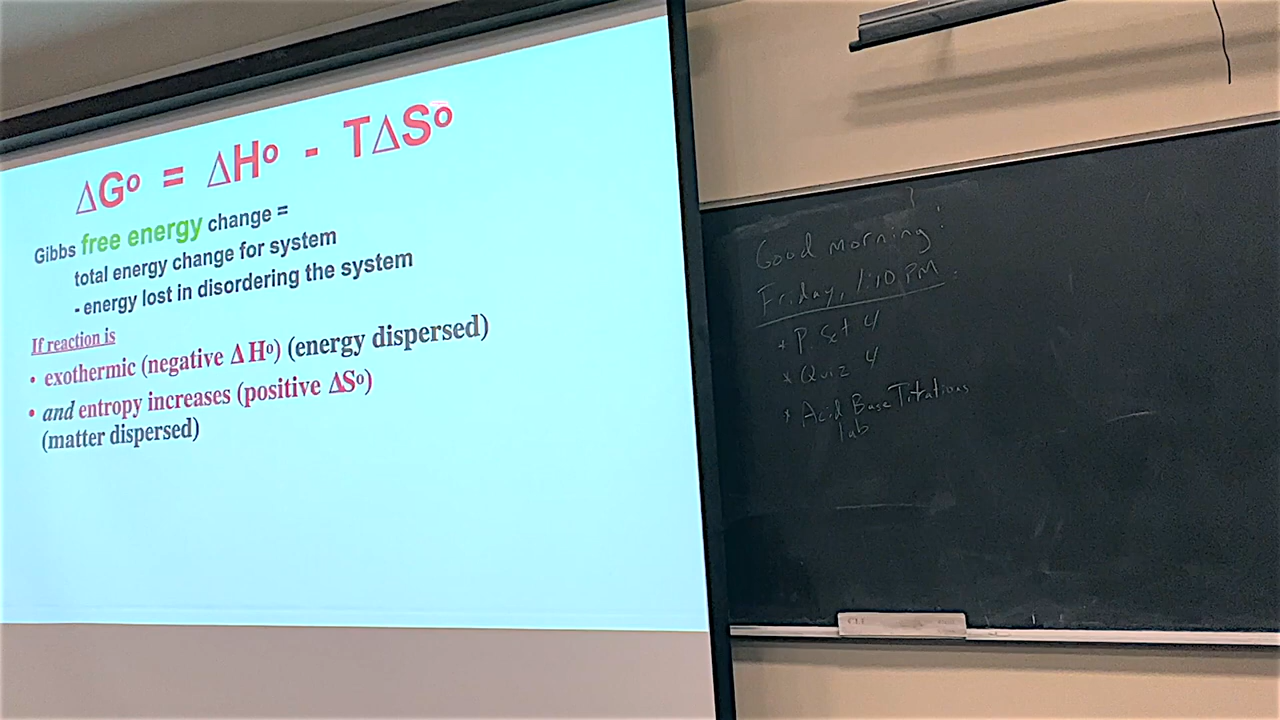 ΔGº = ΔHº - TΔSº
Gibbs free energy change =
total energy change for system
- energy lost in disordering the system
If reaction is
• exothermic (negative ΔHº) (energy dispersed)
• and entropy increases (positive ΔSº)
(matter dispersed)
Good morning!
Friday, 1:10 PM:
* P. Set 4
* Quiz 4
* Acid Base Titrations
lab